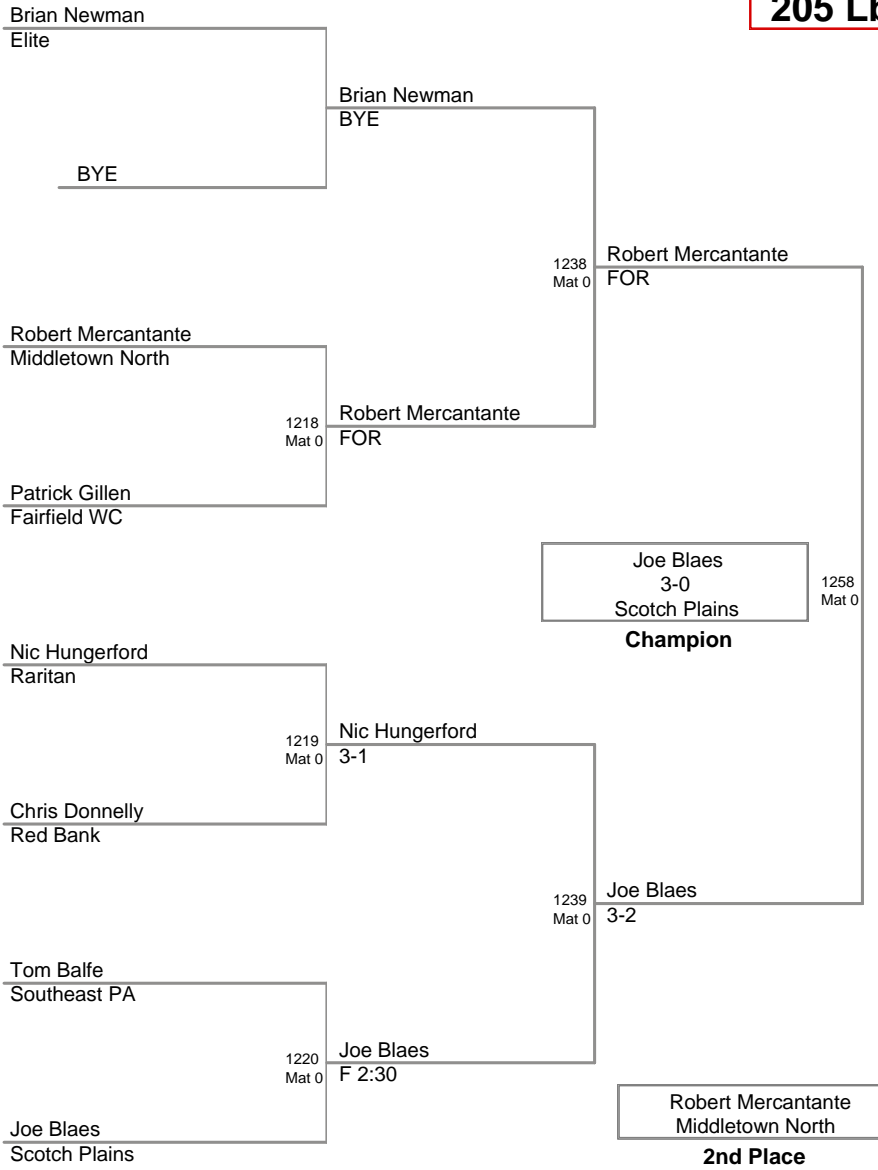 205 Lb
Brian Newman
Elite
Brian Newman
BYE
BYE
1238
Mat 0
Robert Mercantante
FOR
Robert Mercantante
Middletown North
1218
Mat 0
Robert Mercantante
FOR
Patrick Gillen
Fairfield WC
Joe Blaes
3-0
Scotch Plains
Champion
1258
Mat 0
Nic Hungerford
Raritan
1219
Mat 0
Nic Hungerford
3-1
Chris Donnelly
Red Bank
1239
Mat 0
Joe Blaes
3-2
Tom Balfe
Southeast PA
1220
Mat 0
Joe Blaes
F 2:30
Joe Blaes
Scotch Plains
Robert Mercantante
Middletown North
2nd Place